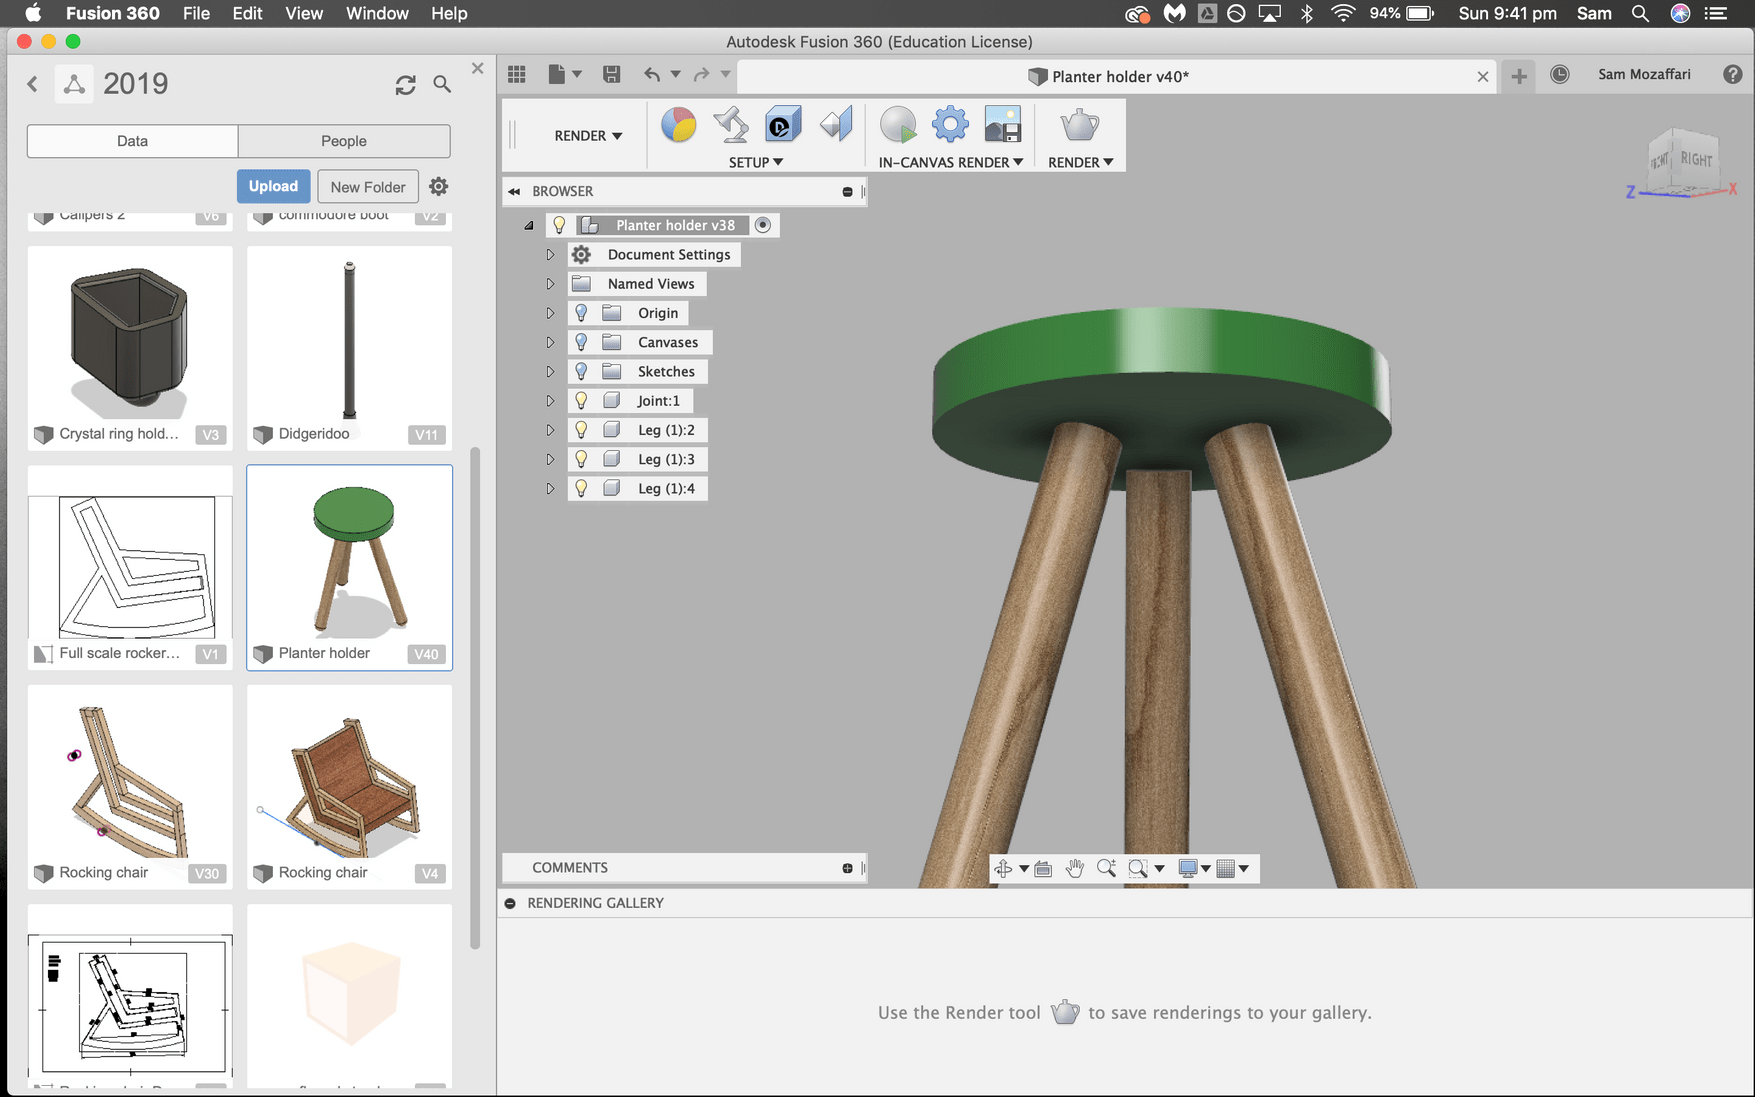 Fusion 360 File Edit View Window Help 94% Sun 9:41 pm Sam
Autodesk Fusion 360 (Education License)
2019
Data People
Upload New Folder
Calipers 2 V6
commodore boot V2
Crystal ring hold... V3
Didgeridoo V11
Full scale rocker... V1
Planter holder V40
Rocking chair V30
Rocking chair V4
Planter holder v40*
Sam Mozaffari
RENDER
SETUP
IN-CANVAS RENDER
RENDER
FRONT RIGHT
Z X
BROWSER
Planter holder v38
Document Settings
Named Views
Origin
Canvases
Sketches
Joint:1
Leg (1):2
Leg (1):3
Leg (1):4
COMMENTS
RENDERING GALLERY
Use the Render tool to save renderings to your gallery.